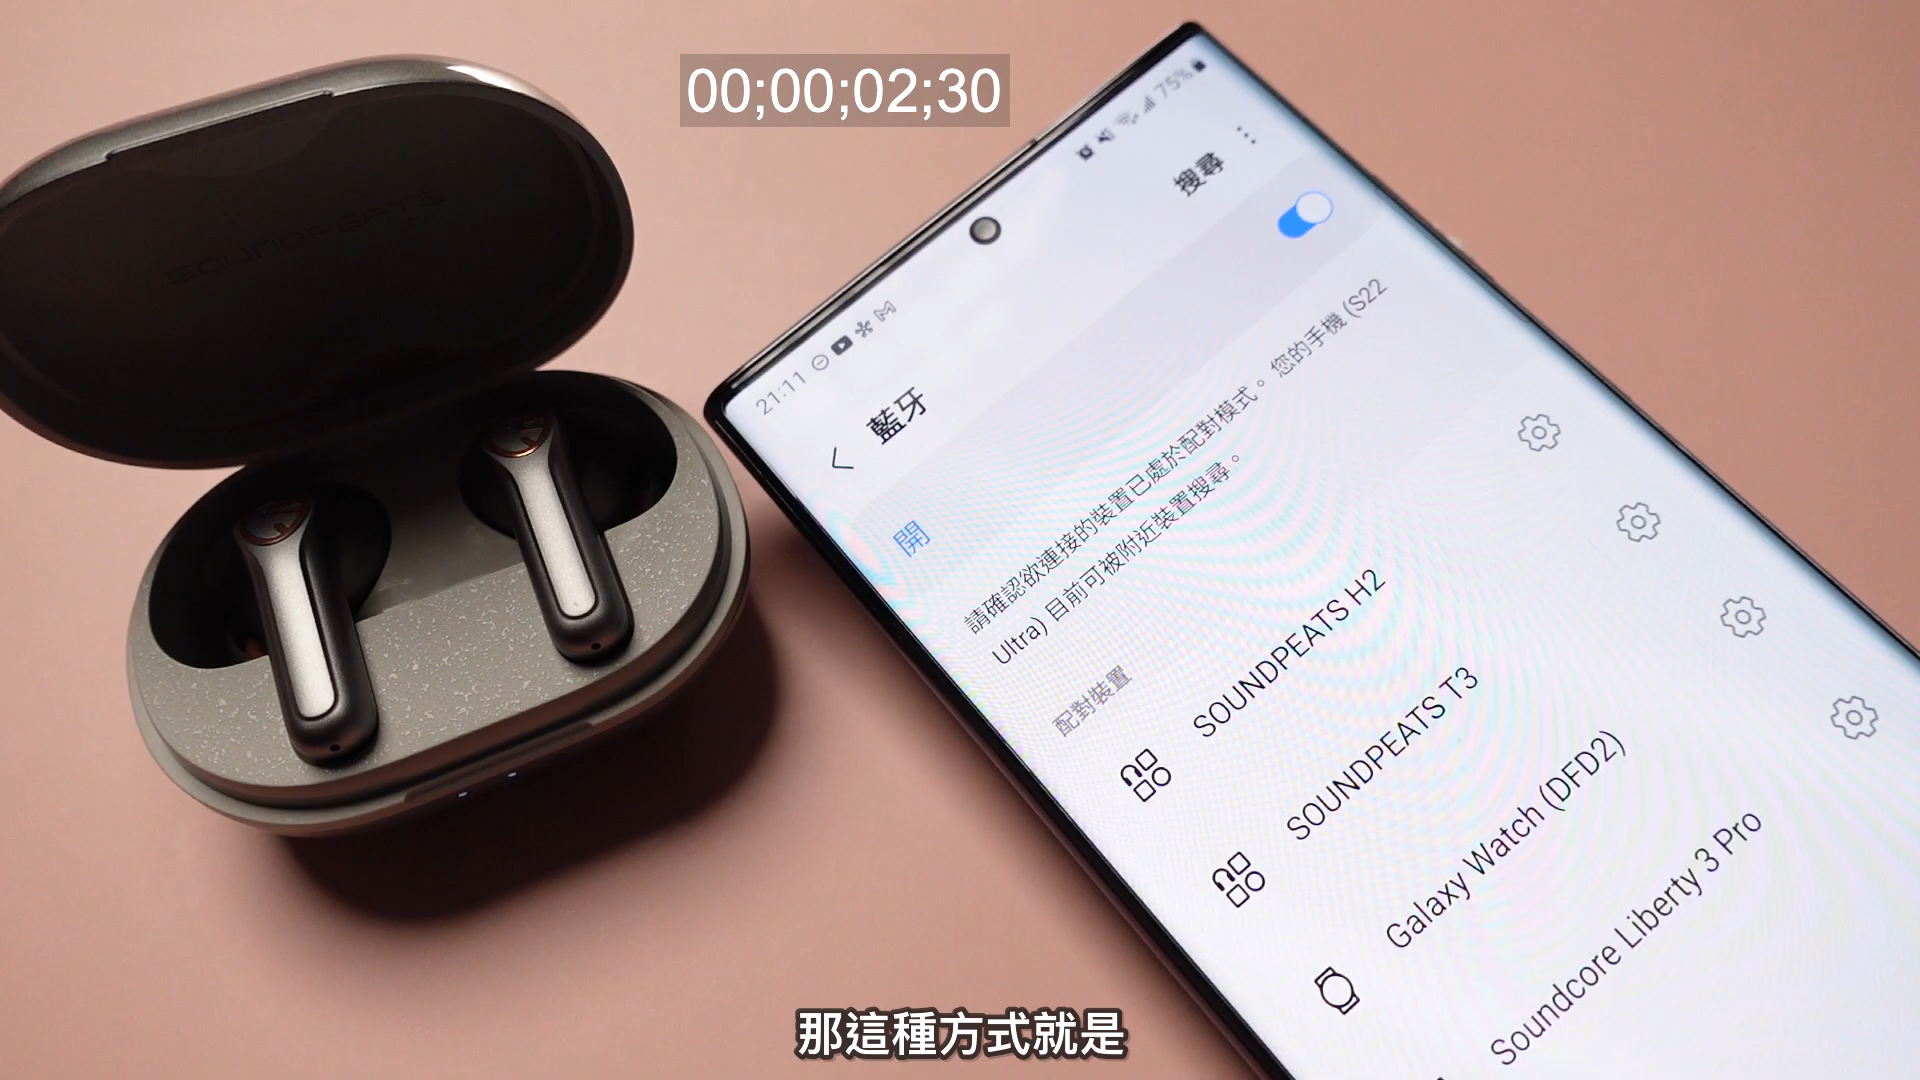 00;00;02;30
SOUNDPEATS
75%
搜尋
21:11
藍牙
開
請確認欲連接的裝置已處於配對模式。您的手機 (S22
Ultra) 目前可被附近裝置搜尋。
配對裝置
SOUNDPEATS H2
SOUNDPEATS T3
Galaxy Watch (DFD2)
Soundcore Liberty 3 Pro
那這種方式就是